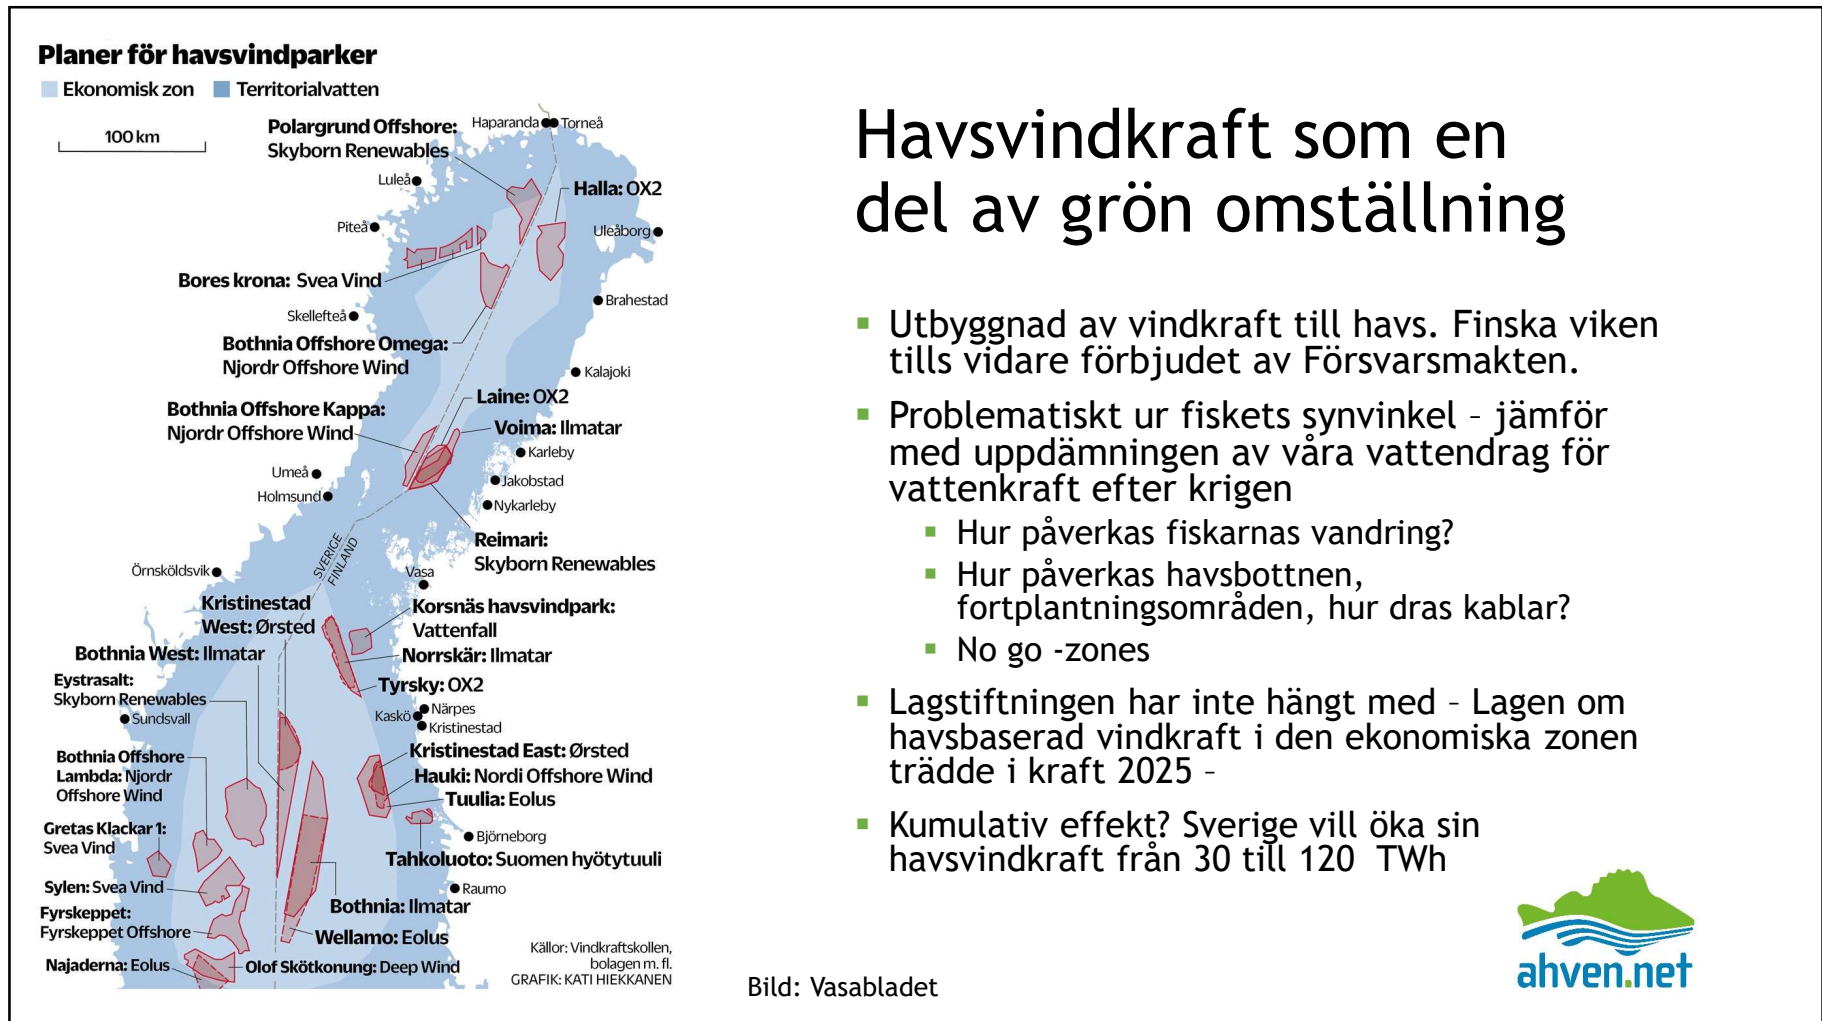 Planer för havsvindparker
Ekonomisk zon
Territorialvatten
100 km
Polargrund Offshore:
Skyborn Renewables
Haparanda
Torneå
Luleå
Halla: OX2
Piteå
Uleåborg
Bores krona: Svea Vind
Brahestad
Skellefteå
Bothnia Offshore Omega:
Njordr Offshore Wind
Kalajoki
Laine: OX2
Bothnia Offshore Kappa:
Njordr Offshore Wind
Voima: Ilmatar
Karleby
Umeå
Jakobstad
Holmsund
Nykarleby
Reimari:
Skyborn Renewables
SVERIGE
FINLAND
Örnsköldsvik
Vasa
Kristinestad
West: Ørsted
Korsnäs havsvindpark:
Vattenfall
Bothnia West: Ilmatar
Norrskär: Ilmatar
Eystrasalt:
Skyborn Renewables
Tyrsky: OX2
Sundsvall
Närpes
Kaskö
Kristinestad
Bothnia Offshore
Lambda: Njordr
Offshore Wind
Kristinestad East: Ørsted
Hauki: Nordi Offshore Wind
Tuulia: Eolus
Gretas Klackar 1:
Svea Vind
Björneborg
Tahkoluoto: Suomen hyötytuuli
Sylen: Svea Vind
Raumo
Bothnia: Ilmatar
Fyrskeppet:
Fyrskeppet Offshore
Wellamo: Eolus
Najaderna: Eolus
Olof Skötkonung: Deep Wind
Källor: Vindkraftskollen,
bolagen m. fl.
GRAFIK: KATI HIEKKANEN
Bild: Vasabladet
Havsvindkraft som en
del av grön omställning
Utbyggnad av vindkraft till havs. Finska viken
tills vidare förbjudet av Försvarsmakten.
Problematiskt ur fiskets synvinkel – jämför
med uppdämningen av våra vattendrag för
vattenkraft efter krigen
Hur påverkas fiskarnas vandring?
Hur påverkas havsbottnen,
fortplantningsområden, hur dras kablar?
No go -zones
Lagstiftningen har inte hängt med – Lagen om
havsbaserad vindkraft i den ekonomiska zonen
trädde i kraft 2025 –
Kumulativ effekt? Sverige vill öka sin
havsvindkraft från 30 till 120 TWh
ahven.net